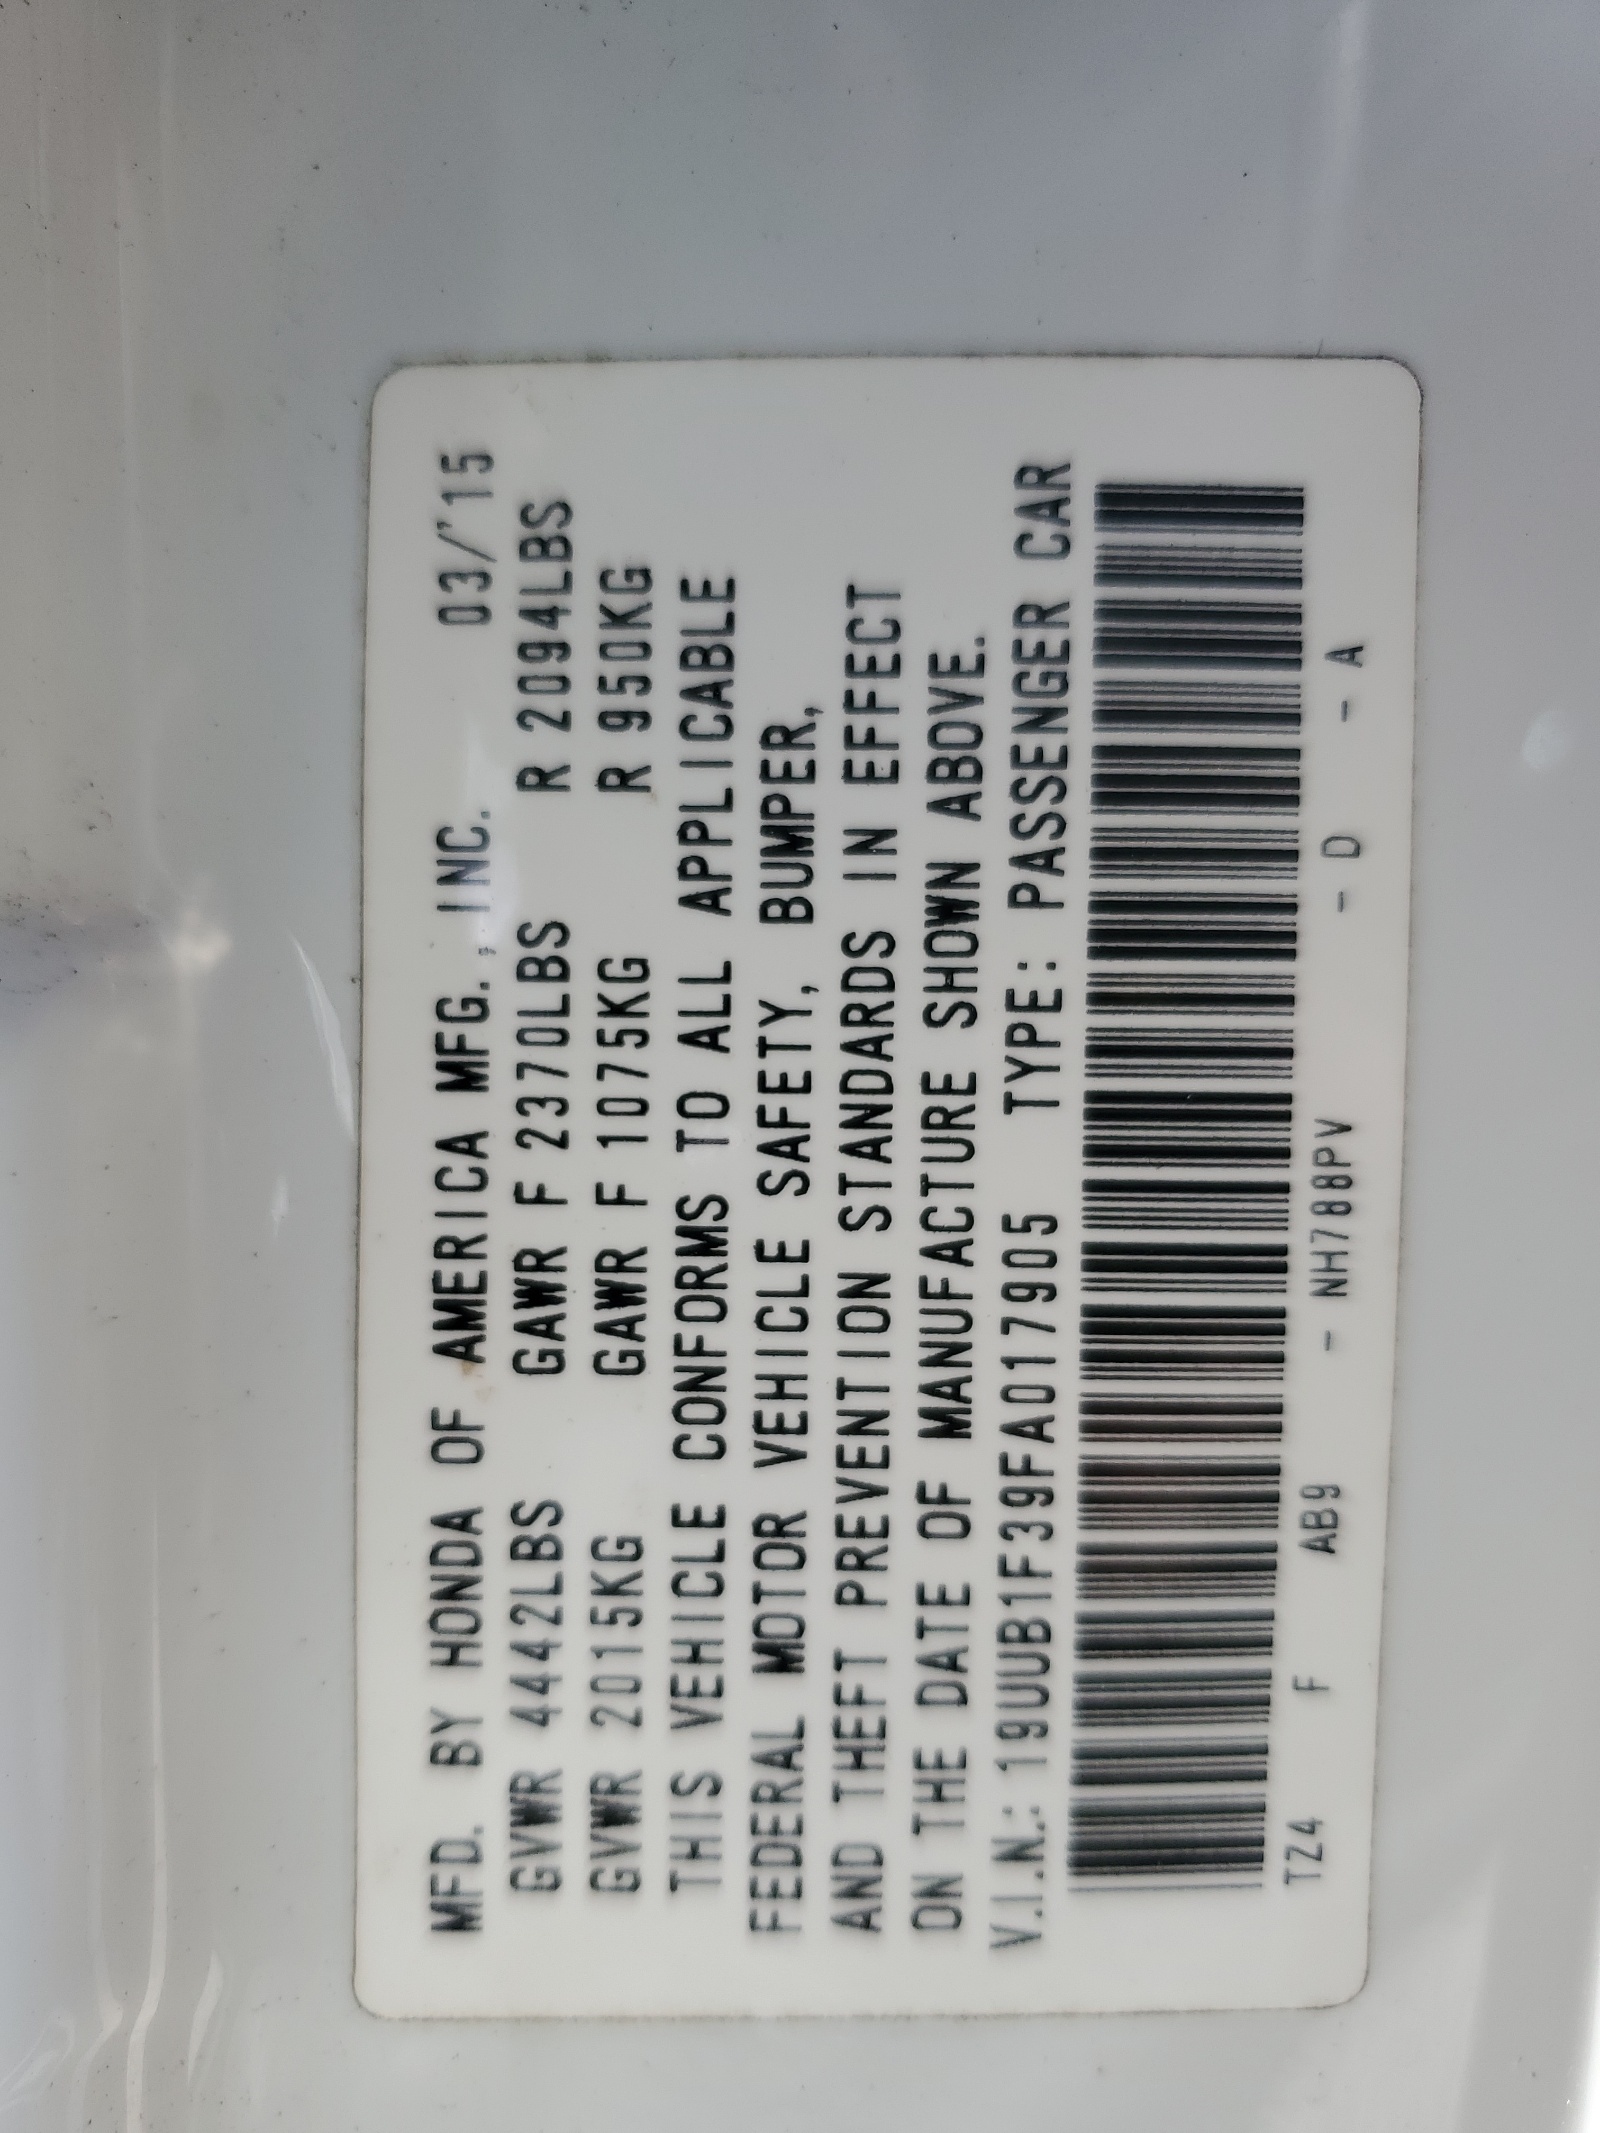 MFD. BY HONDA OF AMERICA MFG., INC. 03/'15
GVWR 4442LBS GAWR F 2370LBS R 2094LBS
GVWR 2015KG GAWR F 1075KG R 950KG
THIS VEHICLE CONFORMS TO ALL APPLICABLE
FEDERAL MOTOR VEHICLE SAFETY, BUMPER,
AND THEFT PREVENTION STANDARDS IN EFFECT
ON THE DATE OF MANUFACTURE SHOWN ABOVE.
V.I.N.: 19UUB1F39FA017905 TYPE: PASSENGER CAR
TZ4 F AB9 - NH788PV - D - A